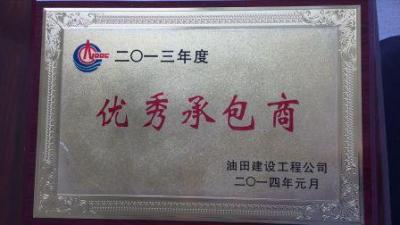 二〇一三年度
优秀承包商
油田建设工程公司
二〇一四年元月